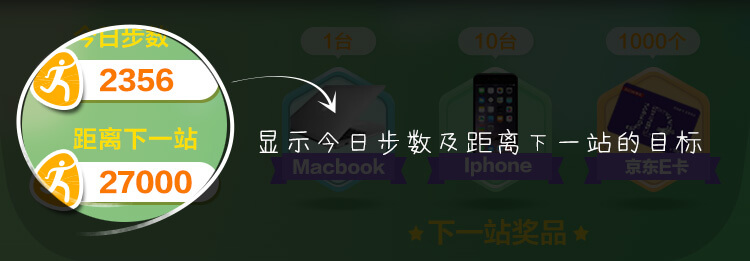 今日步数
2356
距离下一站
27000
显示今日步数及距离下一站的目标
1台
10台
1000个
Macbook
Iphone
京东E卡
下一站奖品